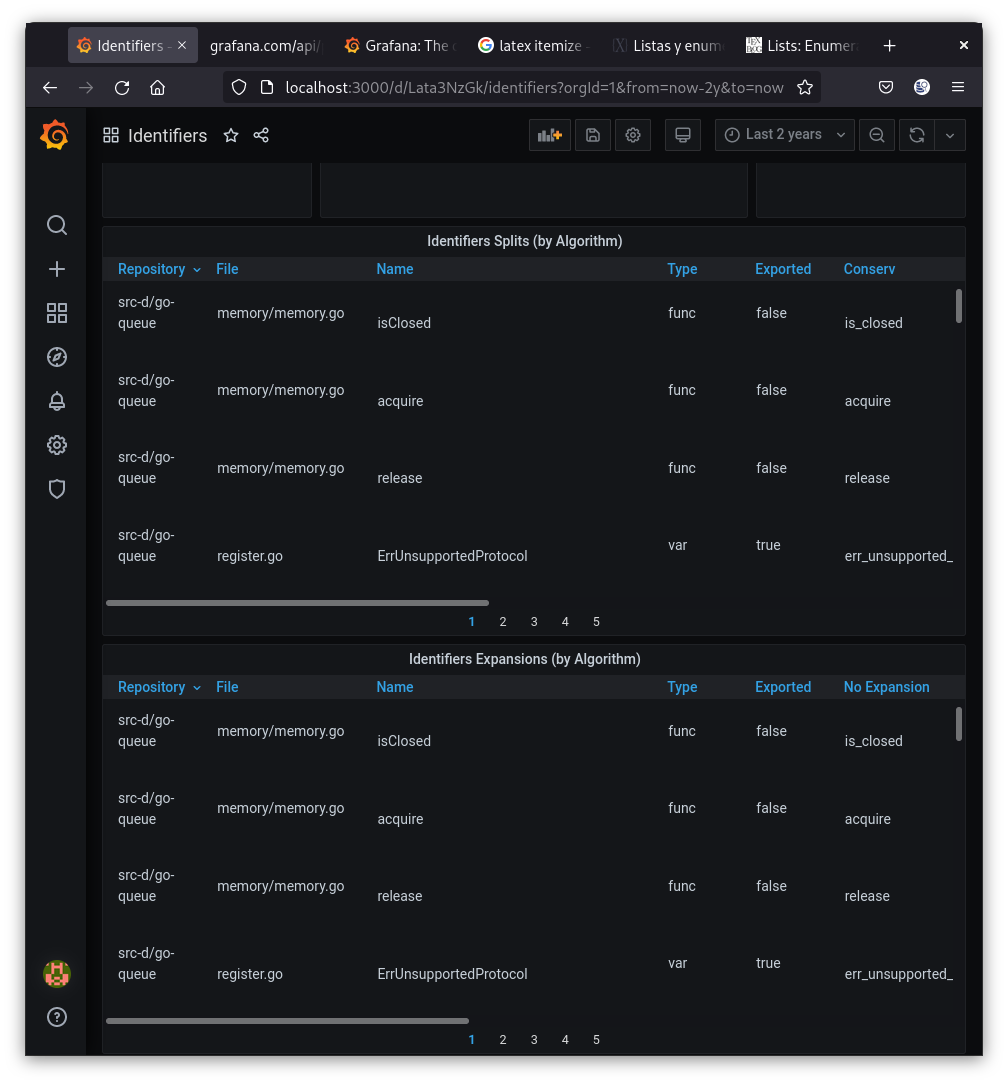 Identifiers -
grafana.com/api/
Grafana: The
latex itemize -
Listas y enum
Lists: Enumer
localhost:3000/d/Lata3NzGk/identifiers?orgId=1&from=now-2y&to=now
Identifiers
Last 2 years
Identifiers Splits (by Algorithm)
Repository File Name Type Exported Conserv
src-d/go-
queue
memory/memory.go isClosed func false is_closed
src-d/go-
queue
memory/memory.go acquire func false acquire
src-d/go-
queue
memory/memory.go release func false release
src-d/go-
queue
register.go ErrUnsupportedProtocol var true err_unsupported_
1 2 3 4 5
Identifiers Expansions (by Algorithm)
Repository File Name Type Exported No Expansion
src-d/go-
queue
memory/memory.go isClosed func false is_closed
src-d/go-
queue
memory/memory.go acquire func false acquire
src-d/go-
queue
memory/memory.go release func false release
src-d/go-
queue
register.go ErrUnsupportedProtocol var true err_unsupported_
1 2 3 4 5